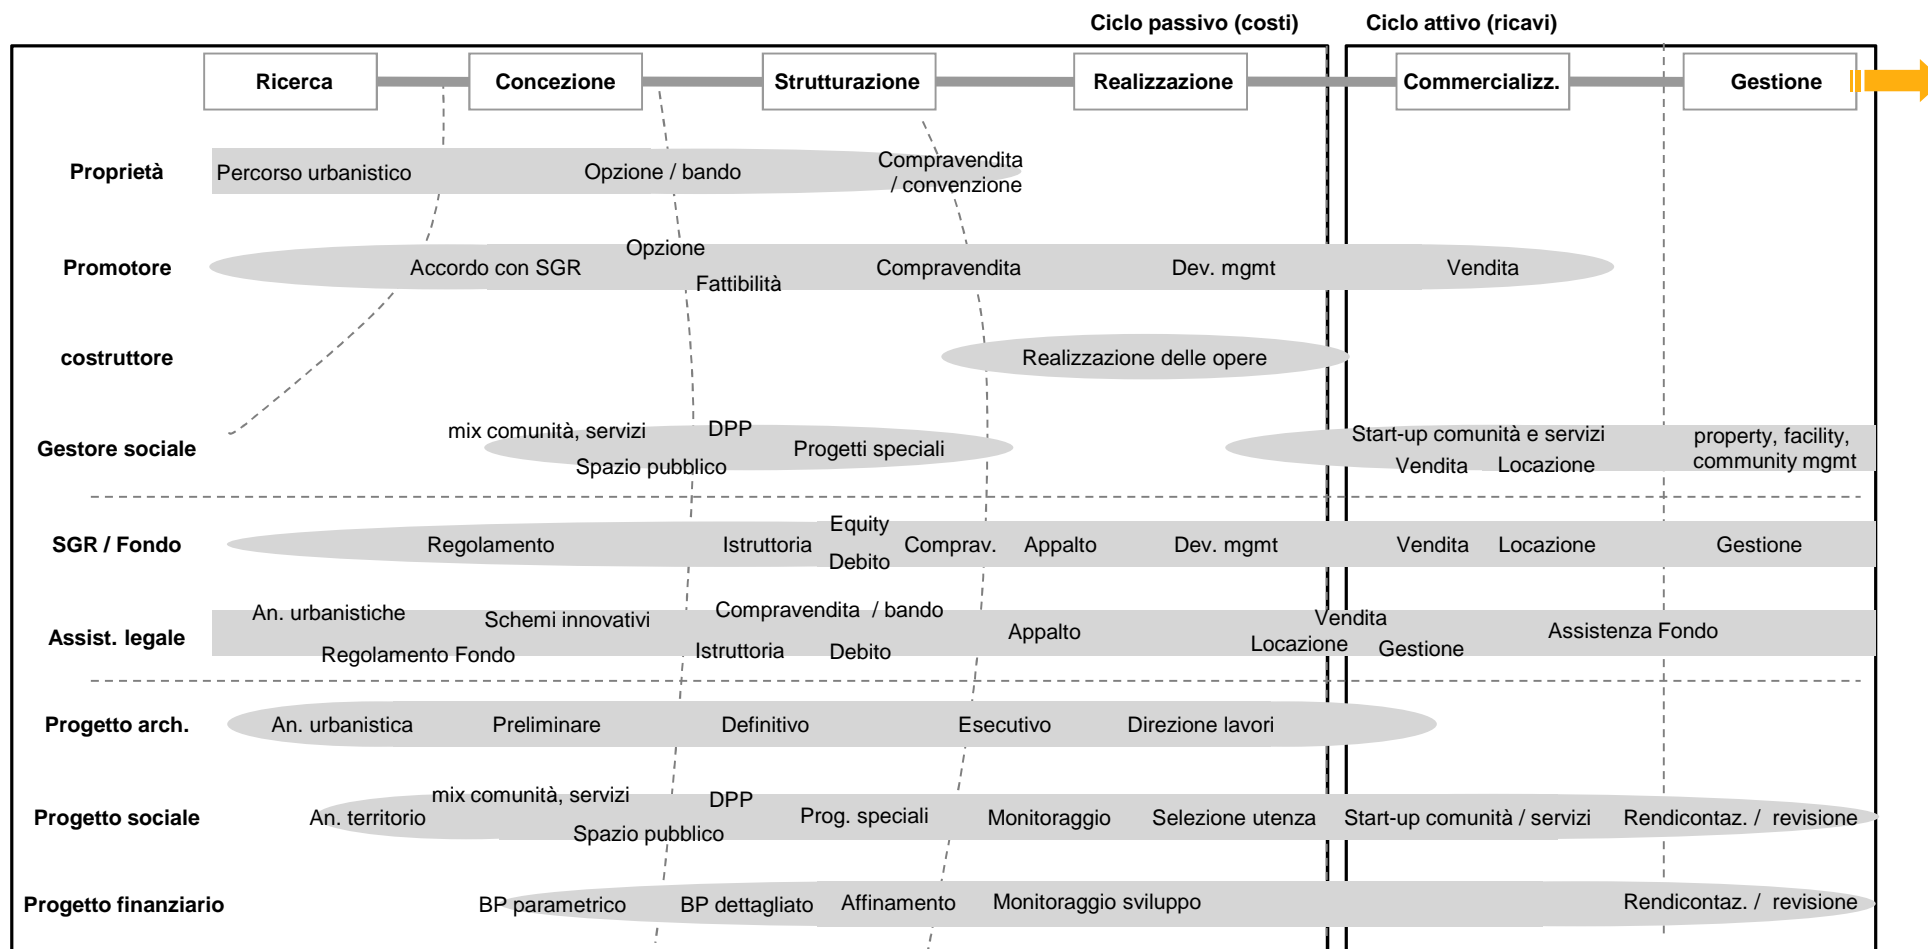 Ciclo passivo (costi)
Ciclo attivo (ricavi)
Ricerca
Concezione
Strutturazione
Realizzazione
Commercializz.
Gestione
Proprietà
Percorso urbanistico
Opzione / bando
Compravendita
/ convenzione
Promotore
Accordo con SGR
Opzione
Fattibilità
Compravendita
Dev. mgmt
Vendita
costruttore
Realizzazione delle opere
Gestore sociale
mix comunità, servizi
DPP
Spazio pubblico
Progetti speciali
Start-up comunità e servizi
Vendita
Locazione
property, facility,
community mgmt
SGR / Fondo
Regolamento
Istruttoria
Equity
Debito
Comprav.
Appalto
Dev. mgmt
Vendita
Locazione
Gestione
Assist. legale
An. urbanistiche
Regolamento Fondo
Schemi innovativi
Compravendita / bando
Istruttoria
Debito
Appalto
Vendita
Locazione
Gestione
Assistenza Fondo
Progetto arch.
An. urbanistica
Preliminare
Definitivo
Esecutivo
Direzione lavori
Progetto sociale
An. territorio
mix comunità, servizi
Spazio pubblico
DPP
Prog. speciali
Monitoraggio
Selezione utenza
Start-up comunità / servizi
Rendicontaz. / revisione
Progetto finanziario
BP parametrico
BP dettagliato
Affinamento
Monitoraggio sviluppo
Rendicontaz. / revisione